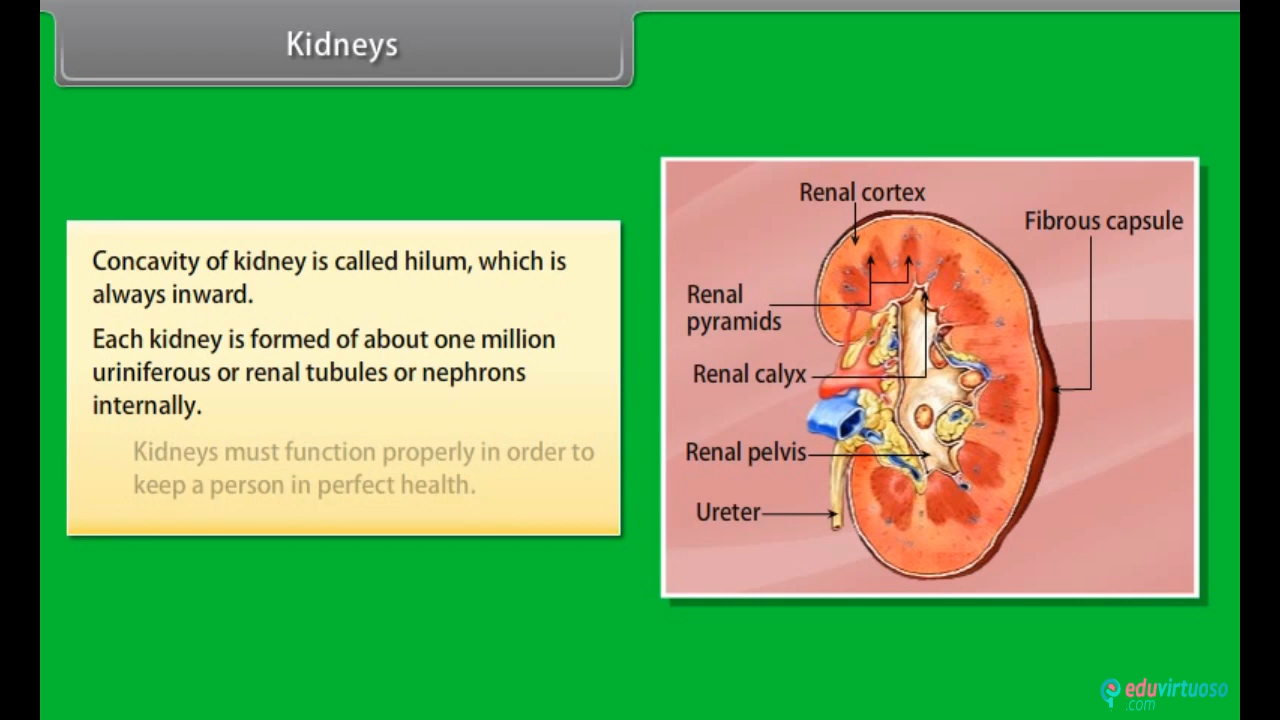 Kidneys
Concavity of kidney is called hilum, which is
always inward.
Each kidney is formed of about one million
uriniferous or renal tubules or nephrons
internally.
Kidneys must function properly in order to
keep a person in perfect health.
Renal cortex
Fibrous capsule
Renal
pyramids
Renal calyx
Renal pelvis
Ureter
eduvirtuoso
.com